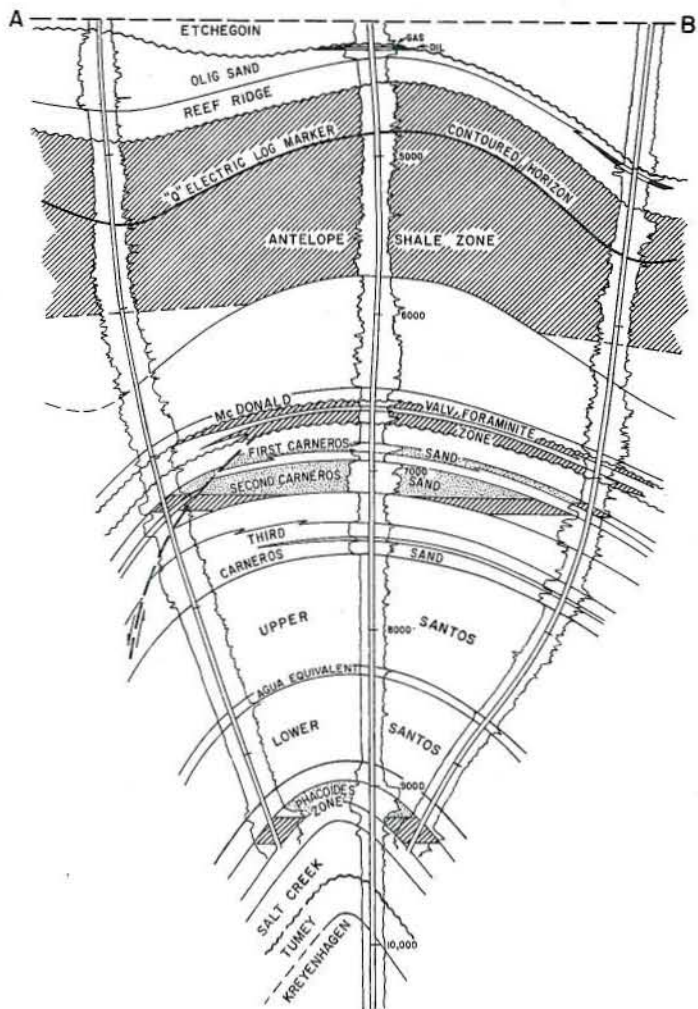 A
B
ETCHEGOIN
GAS
OIL
OLIG SAND
REEF RIDGE
"Q" ELECTRIC LOG MARKER
CONTOURED HORIZON
5000
ANTELOPE SHALE ZONE
6000
McDONALD
VALV. FORAMINITE
ZONE
FIRST CARNEROS SAND
7000
SECOND CARNEROS SAND
THIRD
CARNEROS SAND
UPPER SANTOS
8000
AGUA EQUIVALENT
LOWER SANTOS
9000
PHACOIDES
ZONE
SALT CREEK
TUMEY
KREYENHAGEN
10,000